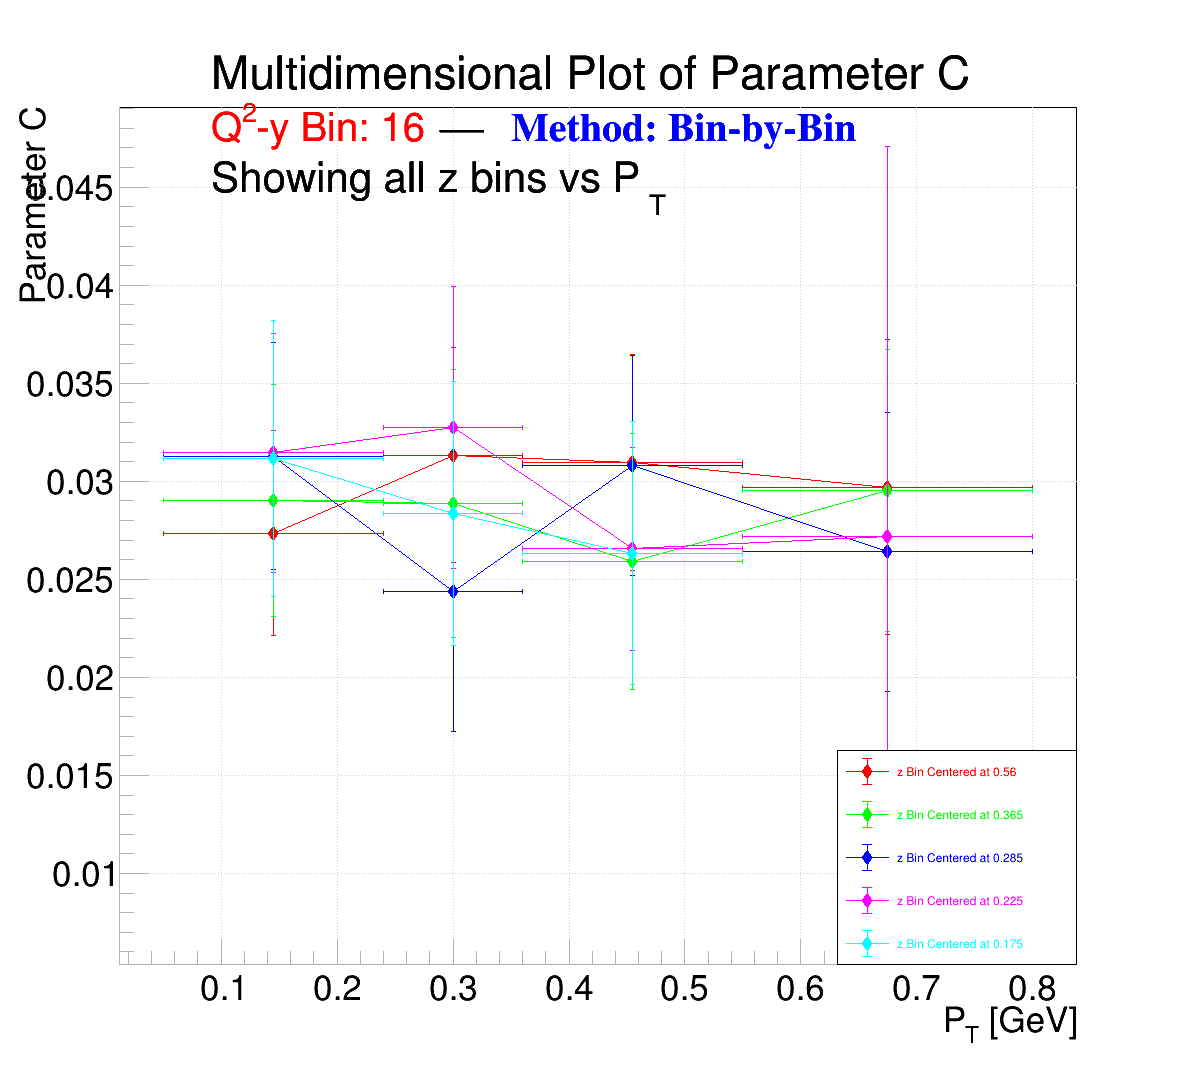 Multidimensional Plot of Parameter C
Q²-y Bin: 16 — Method: Bin-by-Bin
Showing all z bins vs P_T
Parameter C
0.045
0.04
0.035
0.03
0.025
0.02
0.015
0.01
z Bin Centered at 0.56
z Bin Centered at 0.365
z Bin Centered at 0.285
z Bin Centered at 0.225
z Bin Centered at 0.175
0.1 0.2 0.3 0.4 0.5 0.6 0.7 0.8
P_T [GeV]